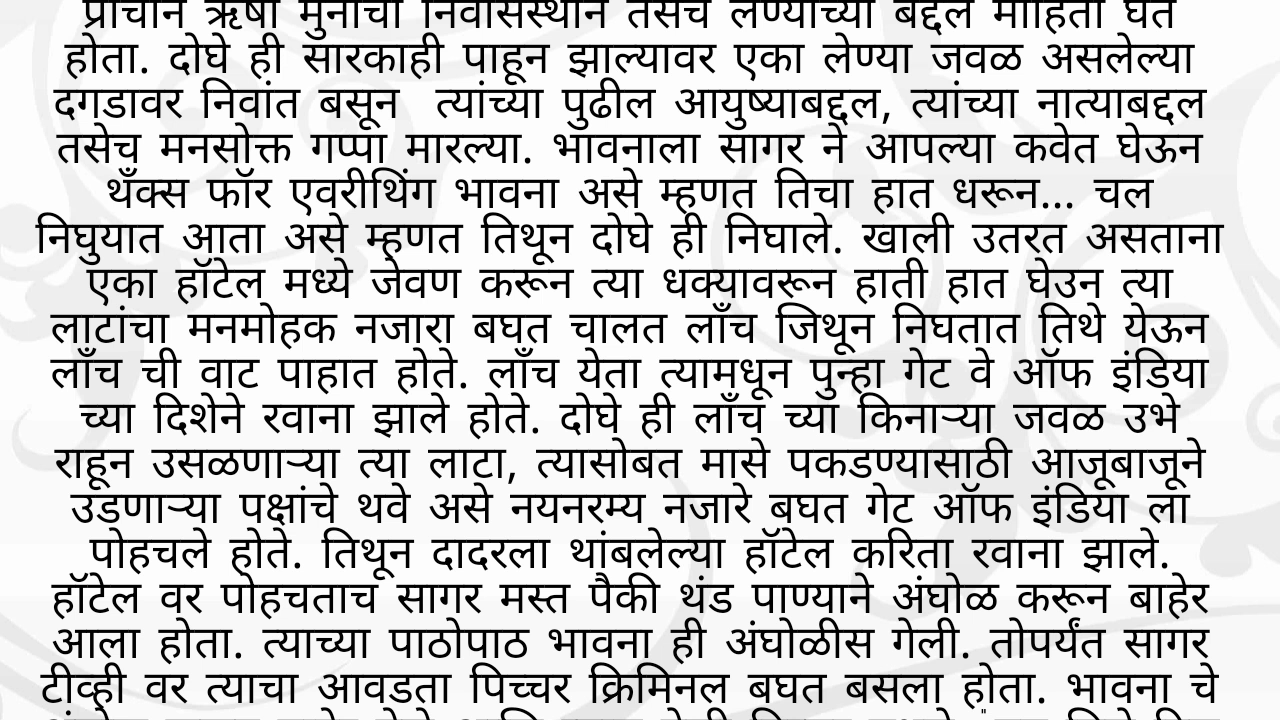 प्राचीन ऋषी मुनींचा निवासस्थान तसेच लेण्यांच्या बद्दल माहिती घेत
होता. दोघे ही सारकाही पाहून झाल्यावर एका लेण्या जवळ असलेल्या
दगडावर निवांत बसून त्यांच्या पुढील आयुष्याबद्दल, त्यांच्या नात्याबद्दल
तसेच मनसोक्त गप्पा मारल्या. भावनाला सागर ने आपल्या कवेत घेऊन
थँक्स फॉर एवरीथिंग भावना असे म्हणत तिचा हात धरून... चल
निघुयात आता असे म्हणत तिथून दोघे ही निघाले. खाली उतरत असताना
एका हॉटेल मध्ये जेवण करून त्या धक्यावरून हाती हात घेउन त्या
लाटांचा मनमोहक नजारा बघत चालत लाँच जिथून निघतात तिथे येऊन
लाँच ची वाट पाहात होते. लाँच येता त्यामधून पुन्हा गेट वे ऑफ इंडिया
च्या दिशेने रवाना झाले होते. दोघे ही लाँच च्या किनाऱ्या जवळ उभे
राहून उसळणाऱ्या त्या लाटा, त्यासोबत मासे पकडण्यासाठी आजूबाजूने
उडणाऱ्या पक्षांचे थवे असे नयनरम्य नजारे बघत गेट ऑफ इंडिया ला
पोहचले होते. तिथून दादरला थांबलेल्या हॉटेल करिता रवाना झाले.
हॉटेल वर पोहचताच सागर मस्त पैकी थंड पाण्याने अंघोळ करून बाहेर
आला होता. त्याच्या पाठोपाठ भावना ही अंघोळीस गेली. तोपर्यंत सागर
टीव्ही वर त्याचा आवडता पिच्चर क्रिमिनल बघत बसला होता. भावना चे